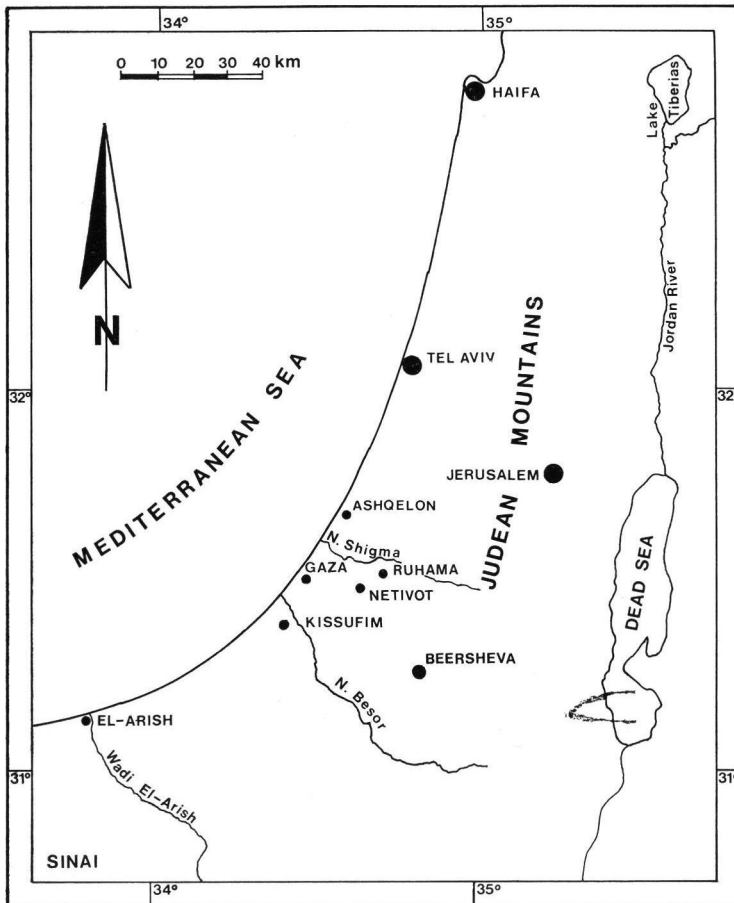 34°
35°
0 10 20 30 40 km
HAIFA
Lake
Tiberias
N
Jordan River
TEL AVIV
32°
32°
MEDITERRANEAN SEA
JUDEAN MOUNTAINS
JERUSALEM
ASHQELON
N. Shigma
GAZA
RUHAMA
NETIVOT
DEAD SEA
KISSUFIM
BEERSHEVA
N. Besor
EL-ARISH
Wadi El-Arish
31°
31°
SINAI
34°
35°